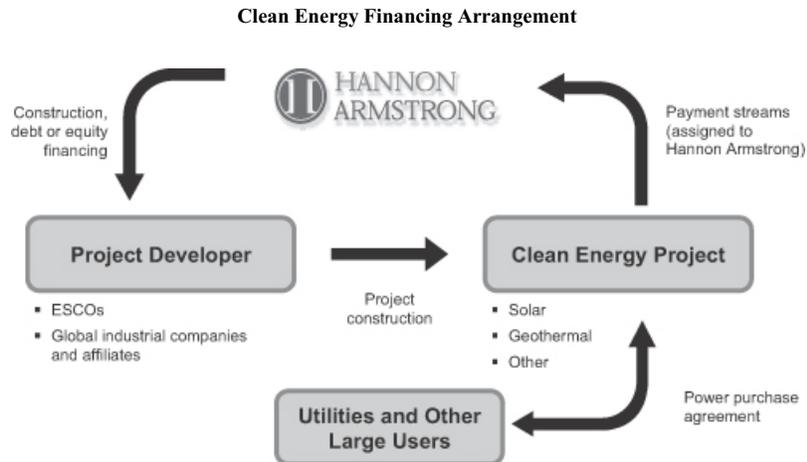 Clean Energy Financing Arrangement
HANNON
ARMSTRONG
Construction,
debt or equity
financing
Payment streams
(assigned to
Hannon Armstrong)
Project Developer
Clean Energy Project
Project
construction
▪ ESCOs
▪ Global industrial companies
and affiliates
▪ Solar
▪ Geothermal
▪ Other
Power purchase
agreement
Utilities and Other
Large Users